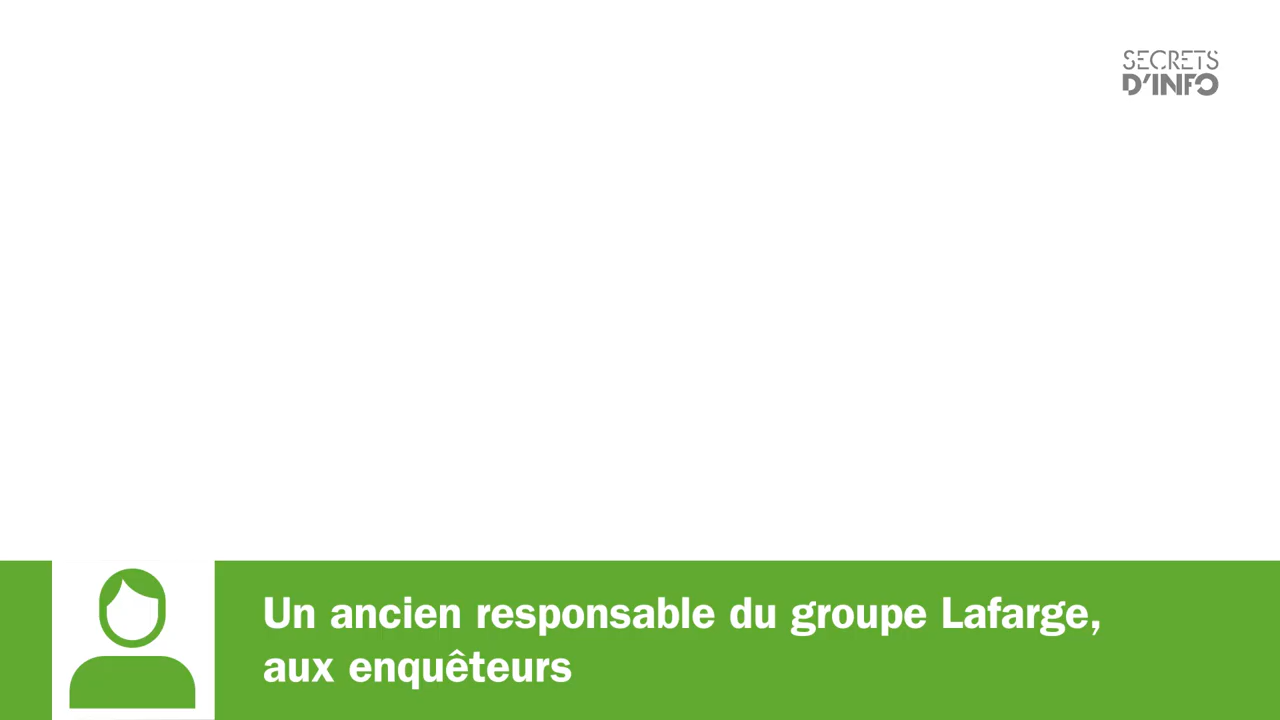 SECRETS
D'INFO
Un ancien responsable du groupe Lafarge,
aux enquêteurs